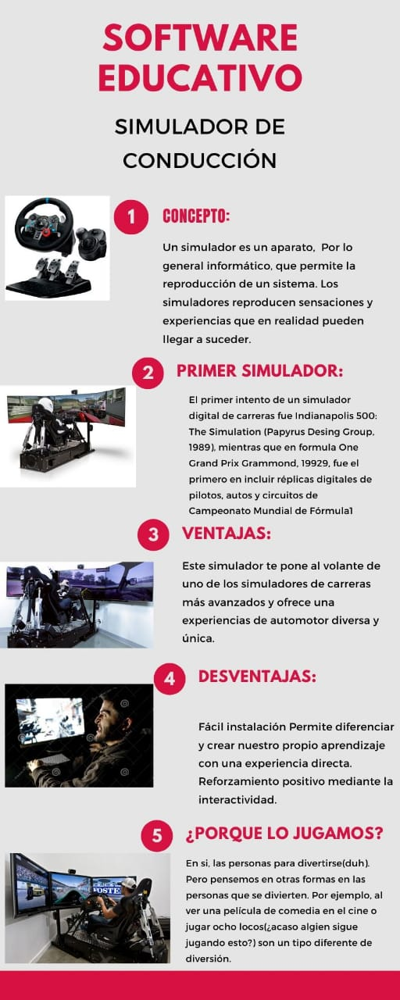 SOFTWARE
EDUCATIVO
SIMULADOR DE
CONDUCCIÓN
1
CONCEPTO:
Un simulador es un aparato, Por lo
general informático, que permite la
reproducción de un sistema. Los
simuladores reproducen sensaciones y
experiencias que en realidad pueden
llegar a suceder.
2
PRIMER SIMULADOR:
El primer intento de un simulador
digital de carreras fue Indianapolis 500:
The Simulation (Papyrus Desing Group,
1989), mientras que en formula One
Grand Prix Grammond, 19929, fue el
primero en incluir réplicas digitales de
pilotos, autos y circuitos de
Campeonato Mundial de Fórmula1
3
VENTAJAS:
Este simulador te pone al volante de
uno de los simuladores de carreras
más avanzados y ofrece una
experiencias de automotor diversa y
única.
4
DESVENTAJAS:
Fácil instalación Permite diferenciar
y crear nuestro propio aprendizaje
con una experiencia directa.
Reforzamiento positivo mediante la
interactividad.
5
¿PORQUE LO JUGAMOS?
En si, las personas para divertirse(duh).
Pero pensemos en otras formas en las
personas que se divierten. Por ejemplo, al
ver una película de comedia en el cine o
jugar ocho locos(¿acaso algien sigue
jugando esto?) son un tipo diferente de
diversión.
FOSTE